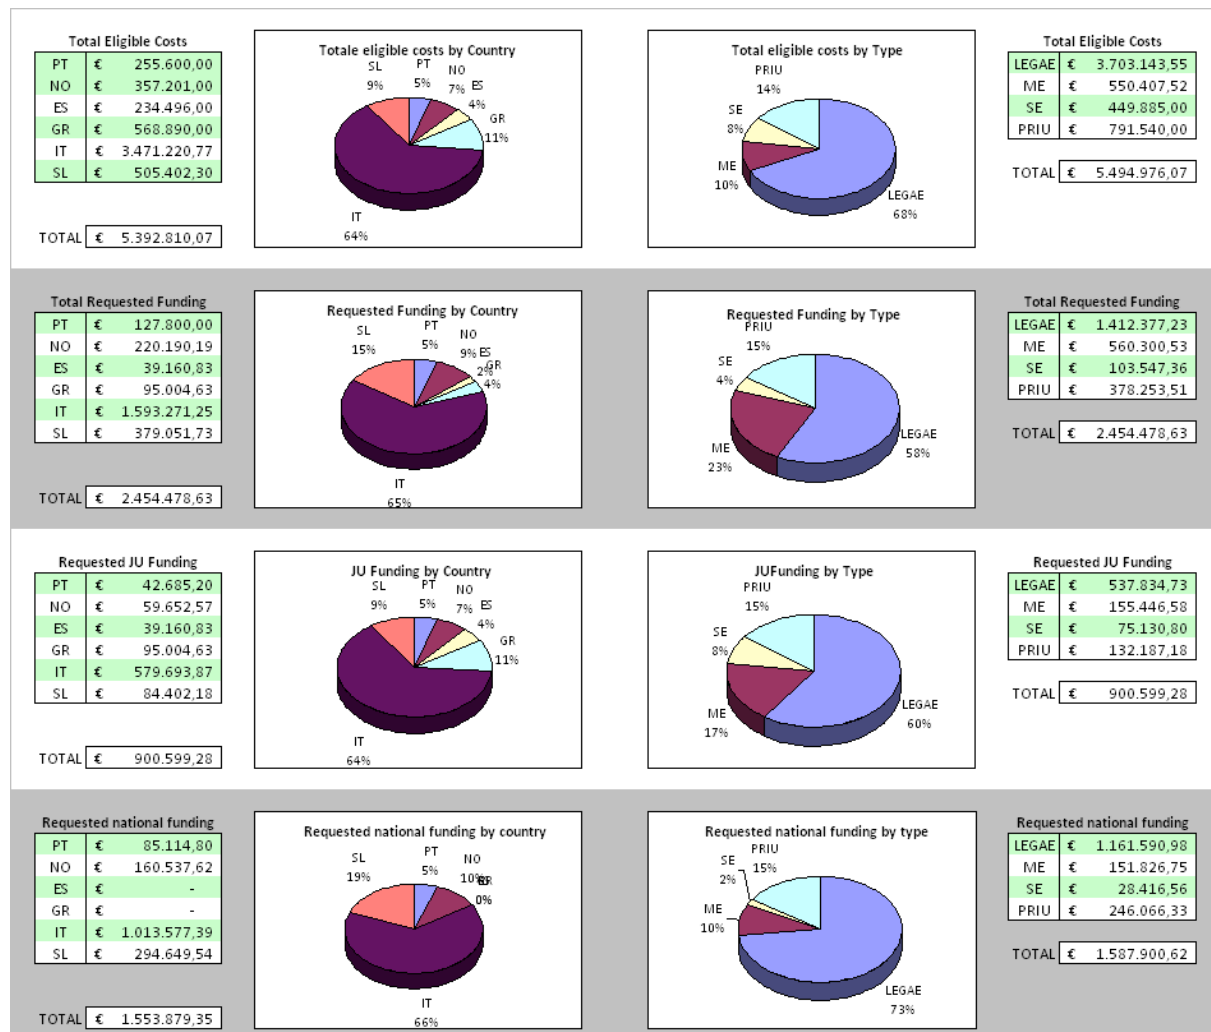 Total Eligible Costs
PT € 255.600,00
NO € 357.201,00
ES € 234.496,00
GR € 568.890,00
IT € 3.471.220,77
SL € 505.402,30
TOTAL € 5.392.810,07
Totale eligible costs by Country
SL 9%
PT 5%
NO 7%
ES 4%
GR 11%
IT 64%
Total eligible costs by Type
PRIU 14%
SE 8%
ME 10%
LEGAE 68%
Total Eligible Costs
LEGAE € 3.703.143,55
ME € 550.407,52
SE € 449.885,00
PRIU € 791.540,00
TOTAL € 5.494.976,07
Total Requested Funding
PT € 127.800,00
NO € 220.190,19
ES € 39.160,83
GR € 95.004,63
IT € 1.593.271,25
SL € 379.051,73
TOTAL € 2.454.478,63
Requested Funding by Country
SL 15%
PT 5%
NO 9%
ES 2%
GR 4%
IT 65%
Requested Funding by Type
PRIU 15%
SE 4%
ME 23%
LEGAE 58%
Total Requested Funding
LEGAE € 1.412.377,23
ME € 560.300,53
SE € 103.547,36
PRIU € 378.253,51
TOTAL € 2.454.478,63
Requested JU Funding
PT € 42.685,20
NO € 59.652,57
ES € 39.160,83
GR € 95.004,63
IT € 579.693,87
SL € 84.402,18
TOTAL € 900.599,28
JU Funding by Country
SL 9%
PT 5%
NO 7%
ES 4%
GR 11%
IT 64%
JUFunding by Type
PRIU 15%
SE 8%
ME 17%
LEGAE 60%
Requested JU Funding
LEGAE € 537.834,73
ME € 155.446,58
SE € 75.130,80
PRIU € 132.187,18
TOTAL € 900.599,28
Requested national funding
PT € 85.114,80
NO € 160.537,62
ES € -
GR € -
IT € 1.013.577,39
SL € 294.649,54
TOTAL € 1.553.879,35
Requested national funding by country
SL 19%
PT 5%
NO 10%
GR 0%
IT 66%
Requested national funding by type
PRIU 15%
SE 2%
ME 10%
LEGAE 73%
Requested national funding
LEGAE € 1.161.590,98
ME € 151.826,75
SE € 28.416,56
PRIU € 246.066,33
TOTAL € 1.587.900,62